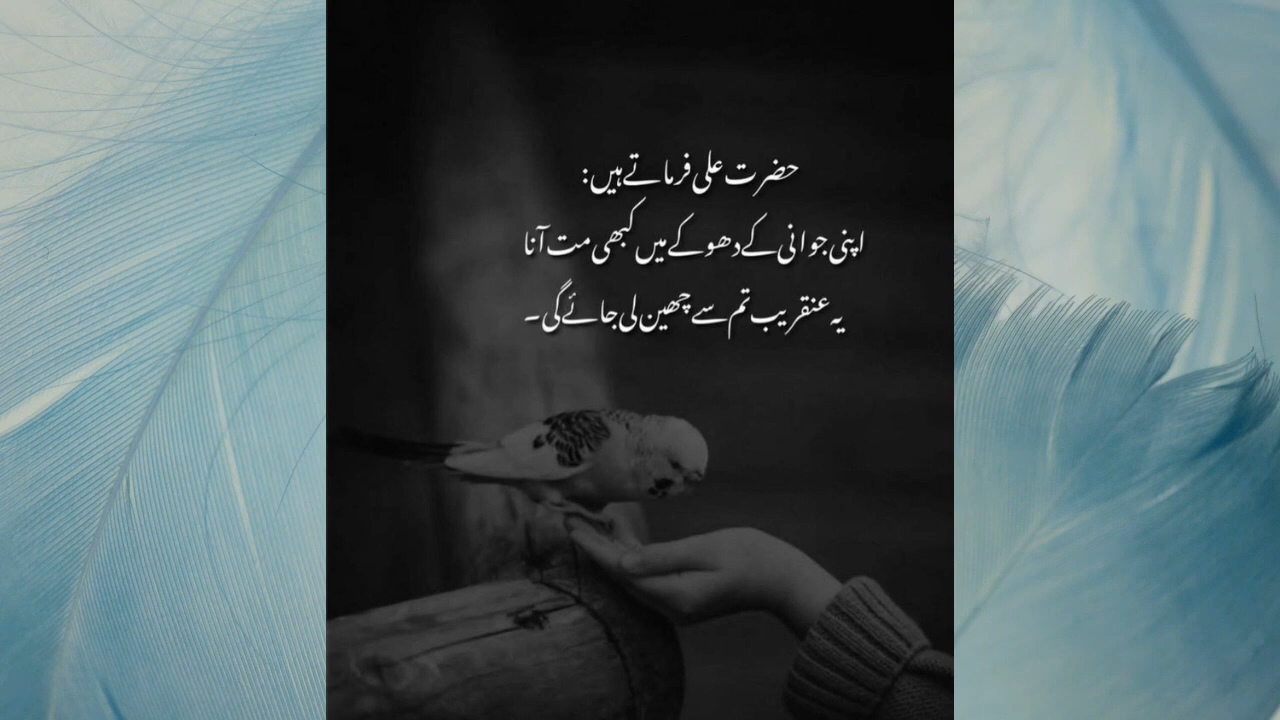 حضرت علی فرماتے ہیں:
اپنی جوانی کے دھوکے میں کبھی مت آنا
یہ عنقریب تم سے چھین لی جائے گی ۔